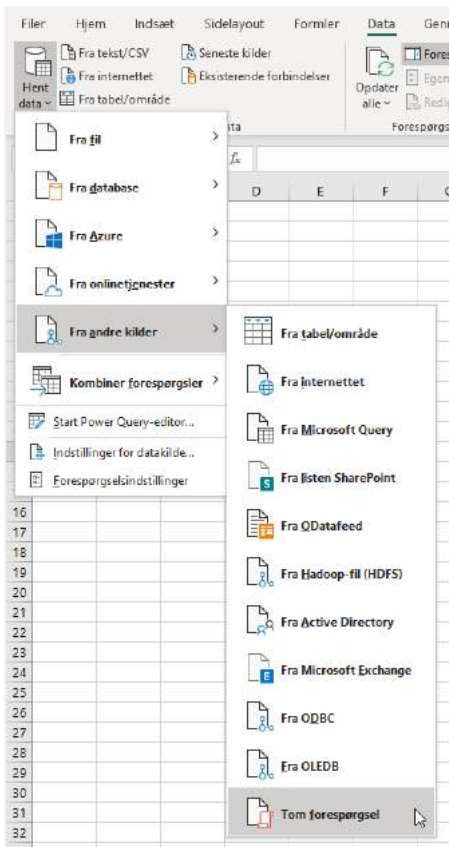 Filer Hjem Indsæt Sidelayout Formler Data
Fra tekst/CSV Seneste kilder
Fra internettet Eksisterende forbindelser
Hent data Fra tabel/område
Opdater alle
Fra fil
Fra database
Fra Azure
Fra onlinetjenester
Fra andre kilder
Kombiner forespørgsler
Start Power Query-editor...
Indstillinger for datakilde...
Forespørgselsindstillinger
fx
D E F
Fra tabel/område
Fra internettet
Fra Microsoft Query
Fra listen SharePoint
Fra ODatafeed
Fra Hadoop-fil (HDFS)
Fra Active Directory
Fra Microsoft Exchange
Fra ODBC
Fra OLEDB
Tom forespørgsel
16
17
18
19
20
21
22
23
24
25
26
27
28
29
30
31
32